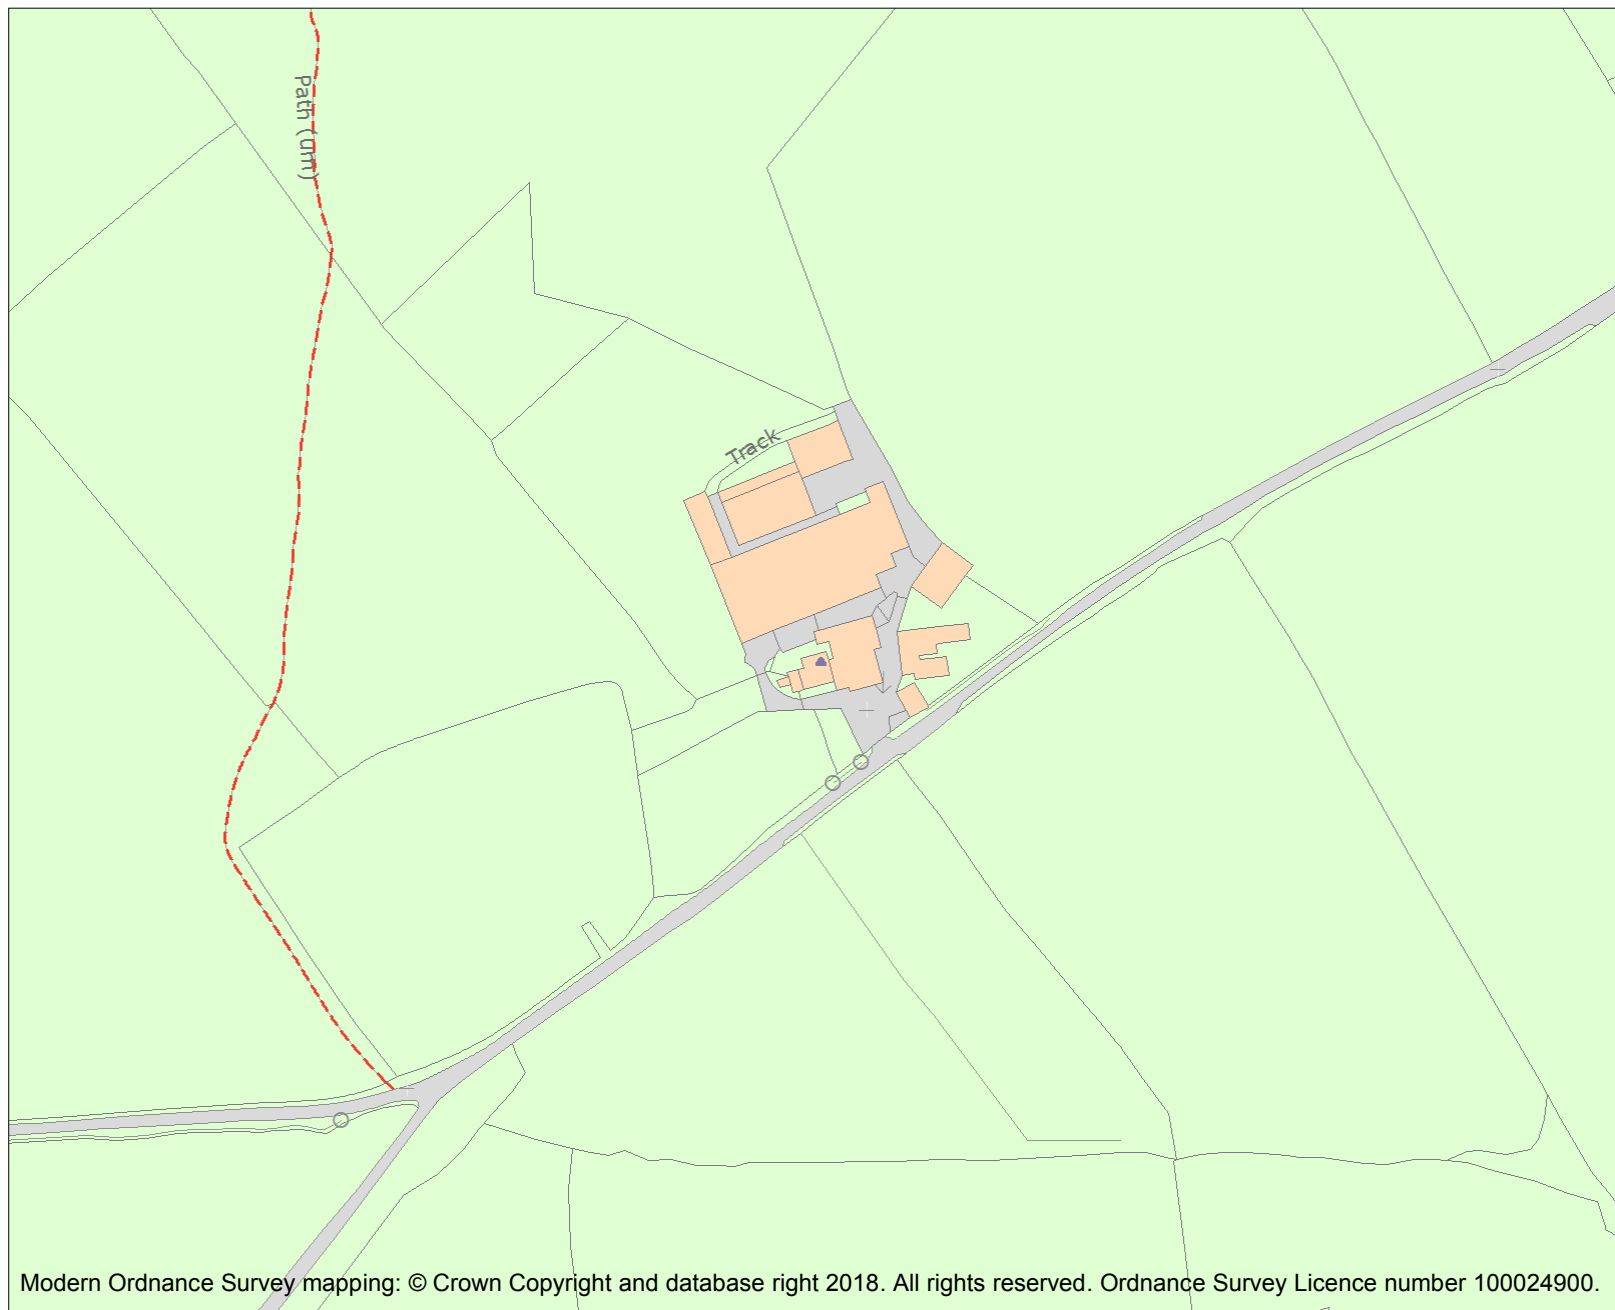 Path (um)
Track
Modern Ordnance Survey mapping: © Crown Copyright and database right 2018. All rights reserved. Ordnance Survey Licence number 100024900.